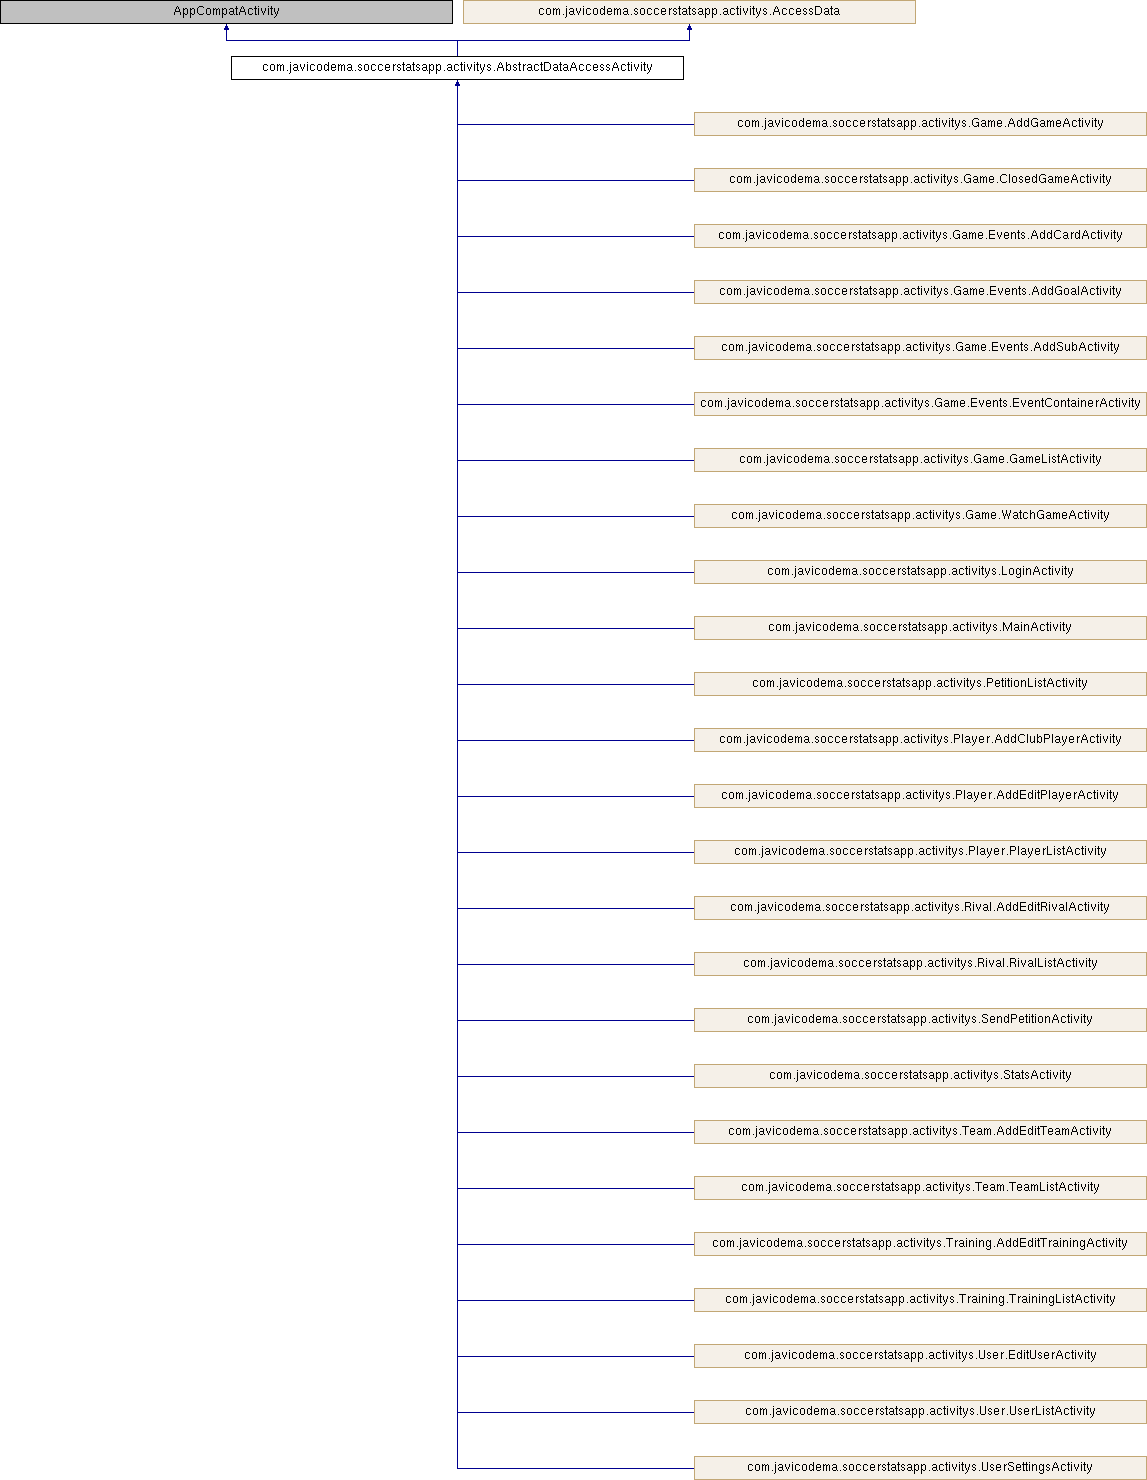 AppCompatActivity
com.javicodema.soccerstatsapp.activitys.AccessData
com.javicodema.soccerstatsapp.activitys.AbstractDataAccessActivity
com.javicodema.soccerstatsapp.activitys.Game.AddGameActivity
com.javicodema.soccerstatsapp.activitys.Game.ClosedGameActivity
com.javicodema.soccerstatsapp.activitys.Game.Events.AddCardActivity
com.javicodema.soccerstatsapp.activitys.Game.Events.AddGoalActivity
com.javicodema.soccerstatsapp.activitys.Game.Events.AddSubActivity
com.javicodema.soccerstatsapp.activitys.Game.Events.EventContainerActivity
com.javicodema.soccerstatsapp.activitys.Game.GameListActivity
com.javicodema.soccerstatsapp.activitys.Game.WatchGameActivity
com.javicodema.soccerstatsapp.activitys.LoginActivity
com.javicodema.soccerstatsapp.activitys.MainActivity
com.javicodema.soccerstatsapp.activitys.PetitionListActivity
com.javicodema.soccerstatsapp.activitys.Player.AddClubPlayerActivity
com.javicodema.soccerstatsapp.activitys.Player.AddEditPlayerActivity
com.javicodema.soccerstatsapp.activitys.Player.PlayerListActivity
com.javicodema.soccerstatsapp.activitys.Rival.AddEditRivalActivity
com.javicodema.soccerstatsapp.activitys.Rival.RivalListActivity
com.javicodema.soccerstatsapp.activitys.SendPetitionActivity
com.javicodema.soccerstatsapp.activitys.StatsActivity
com.javicodema.soccerstatsapp.activitys.Team.AddEditTeamActivity
com.javicodema.soccerstatsapp.activitys.Team.TeamListActivity
com.javicodema.soccerstatsapp.activitys.Training.AddEditTrainingActivity
com.javicodema.soccerstatsapp.activitys.Training.TrainingListActivity
com.javicodema.soccerstatsapp.activitys.User.EditUserActivity
com.javicodema.soccerstatsapp.activitys.User.UserListActivity
com.javicodema.soccerstatsapp.activitys.UserSettingsActivity